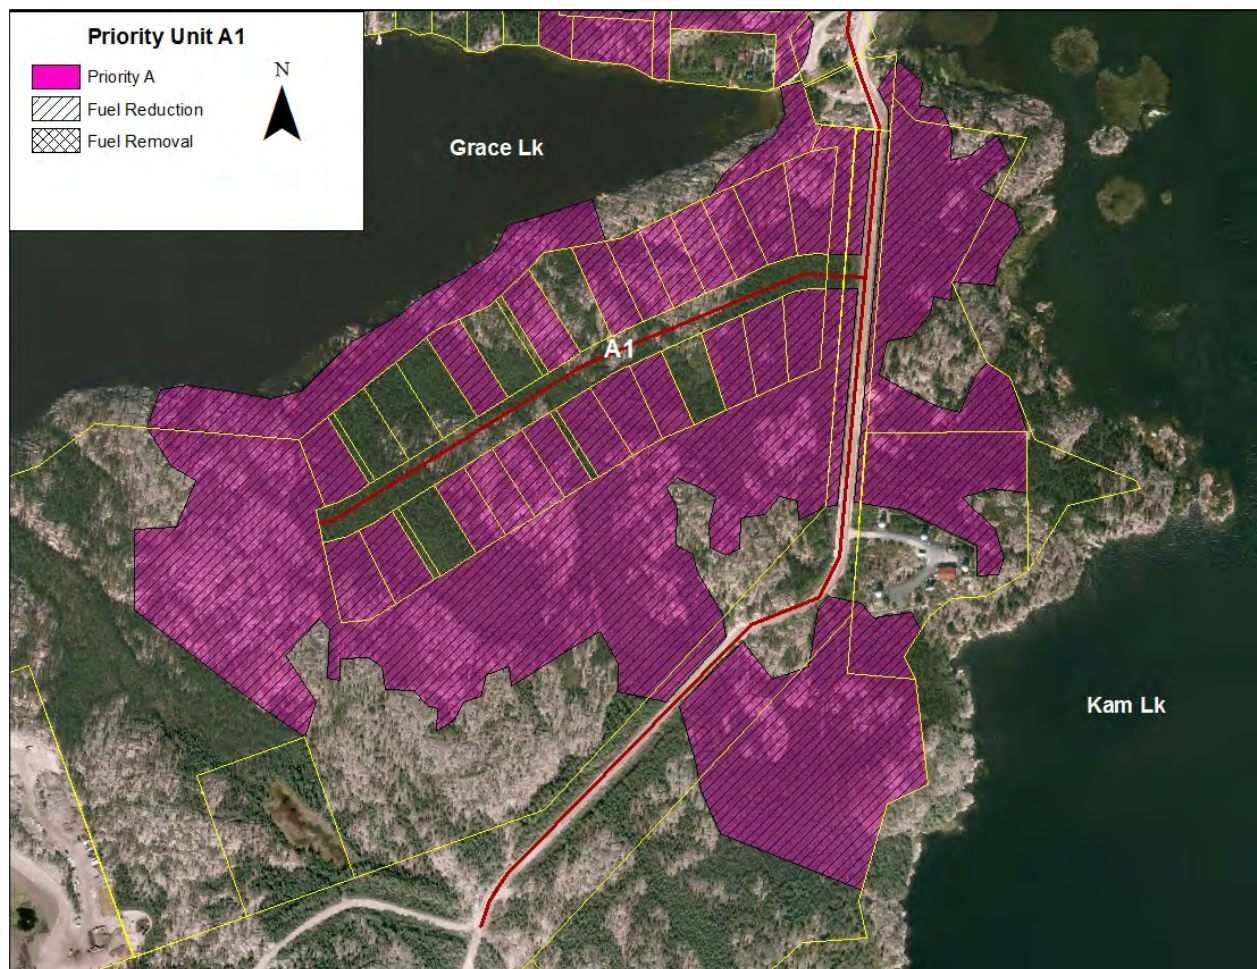 Priority Unit A1
Priority A
N
Fuel Reduction
Fuel Removal
Grace Lk
A1
Kam Lk